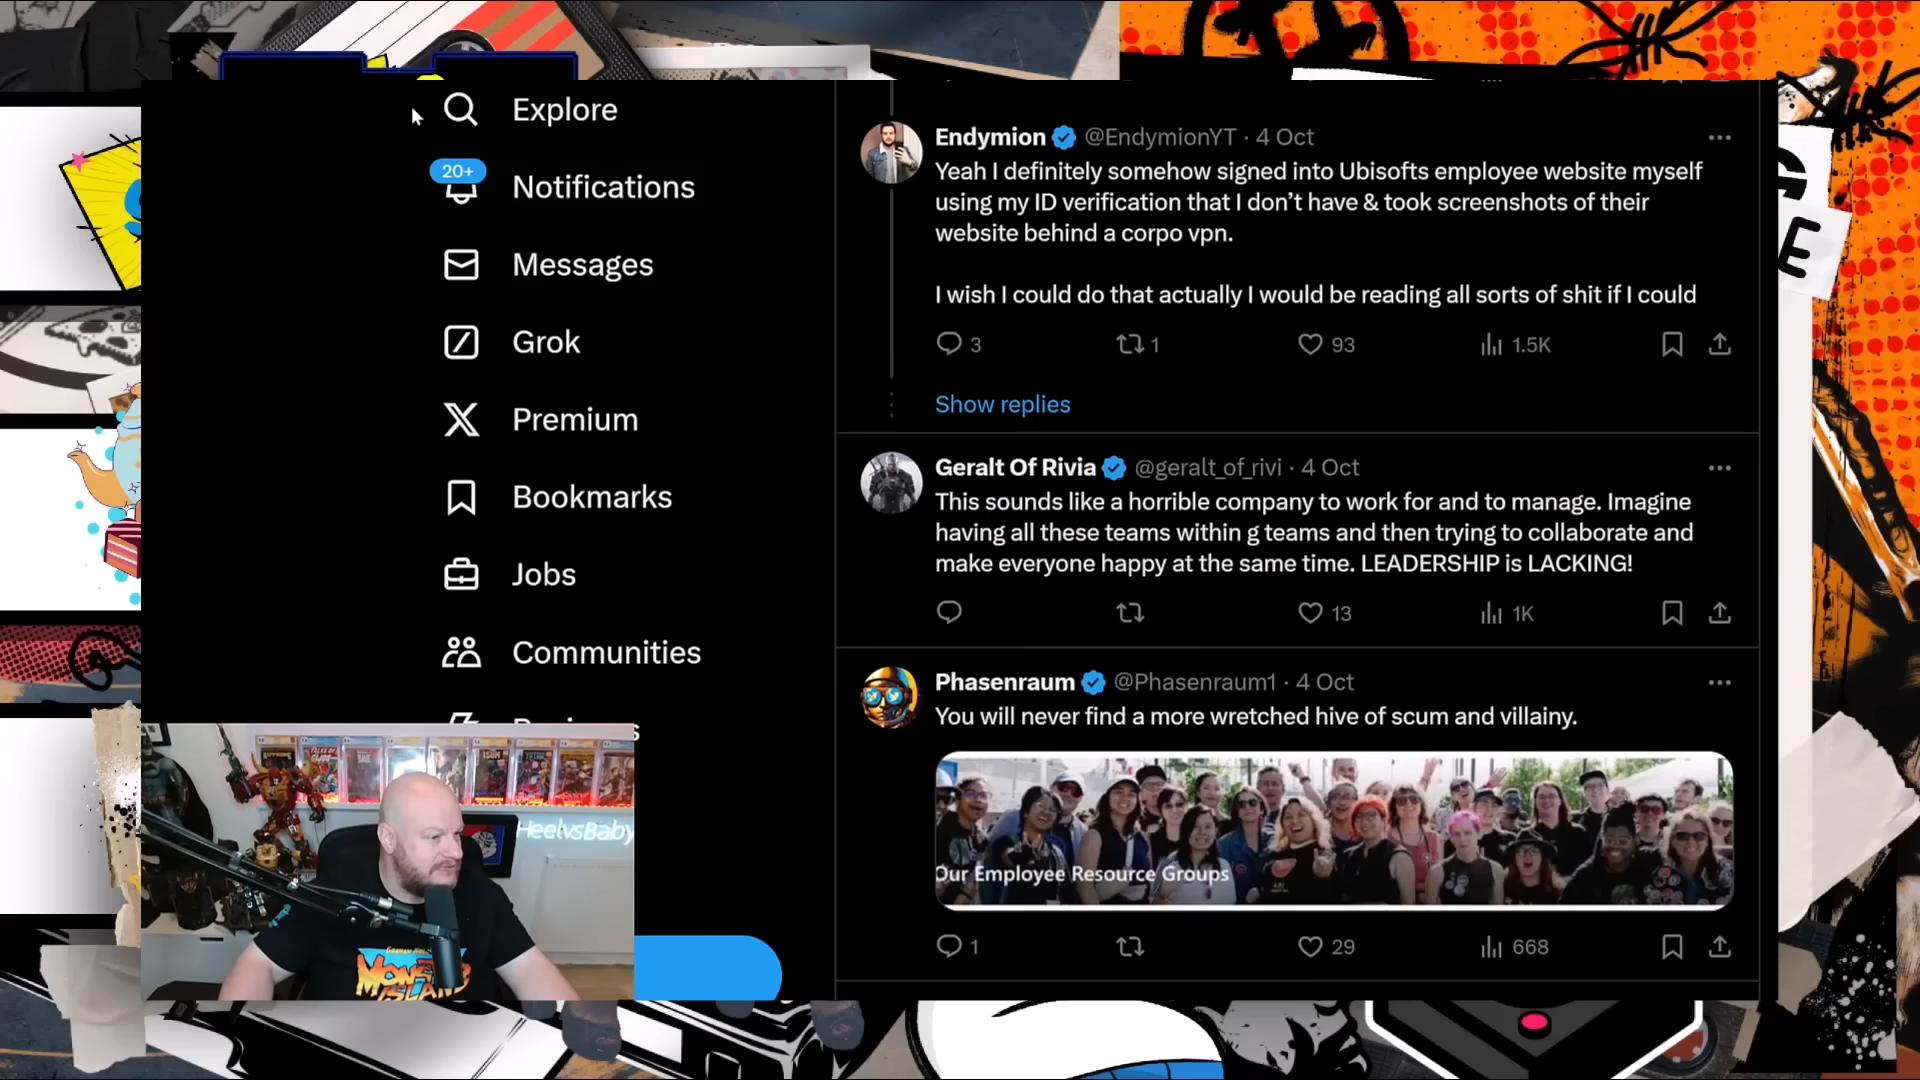 Explore
20+
Notifications
Messages
Grok
Premium
Bookmarks
Jobs
Communities
Endymion @EndymionYT · 4 Oct
Yeah I definitely somehow signed into Ubisofts employee website myself
using my ID verification that I don’t have & took screenshots of their
website behind a corpo vpn.
I wish I could do that actually I would be reading all sorts of shit if I could
3 1 93 1.5K
Show replies
Geralt Of Rivia @geralt_of_rivi · 4 Oct
This sounds like a horrible company to work for and to manage. Imagine
having all these teams within g teams and then trying to collaborate and
make everyone happy at the same time. LEADERSHIP is LACKING!
13 1K
Phasenraum @Phasenraum1 · 4 Oct
You will never find a more wretched hive of scum and villainy.
Our Employee Resource Groups
1 29 668
HeelvsBaby
E